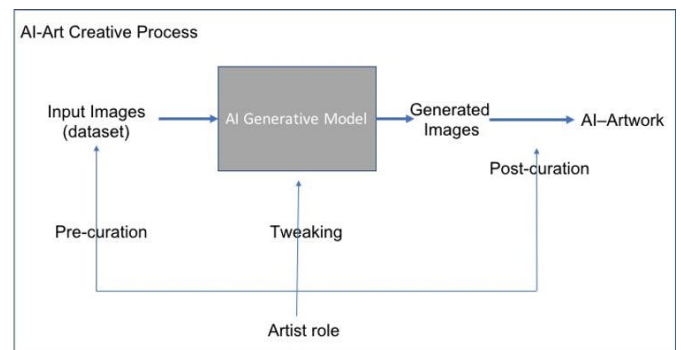 AI-Art Creative Process
Input Images
(dataset)
AI Generative Model
Generated
Images
AI–Artwork
Post-curation
Pre-curation
Tweaking
Artist role